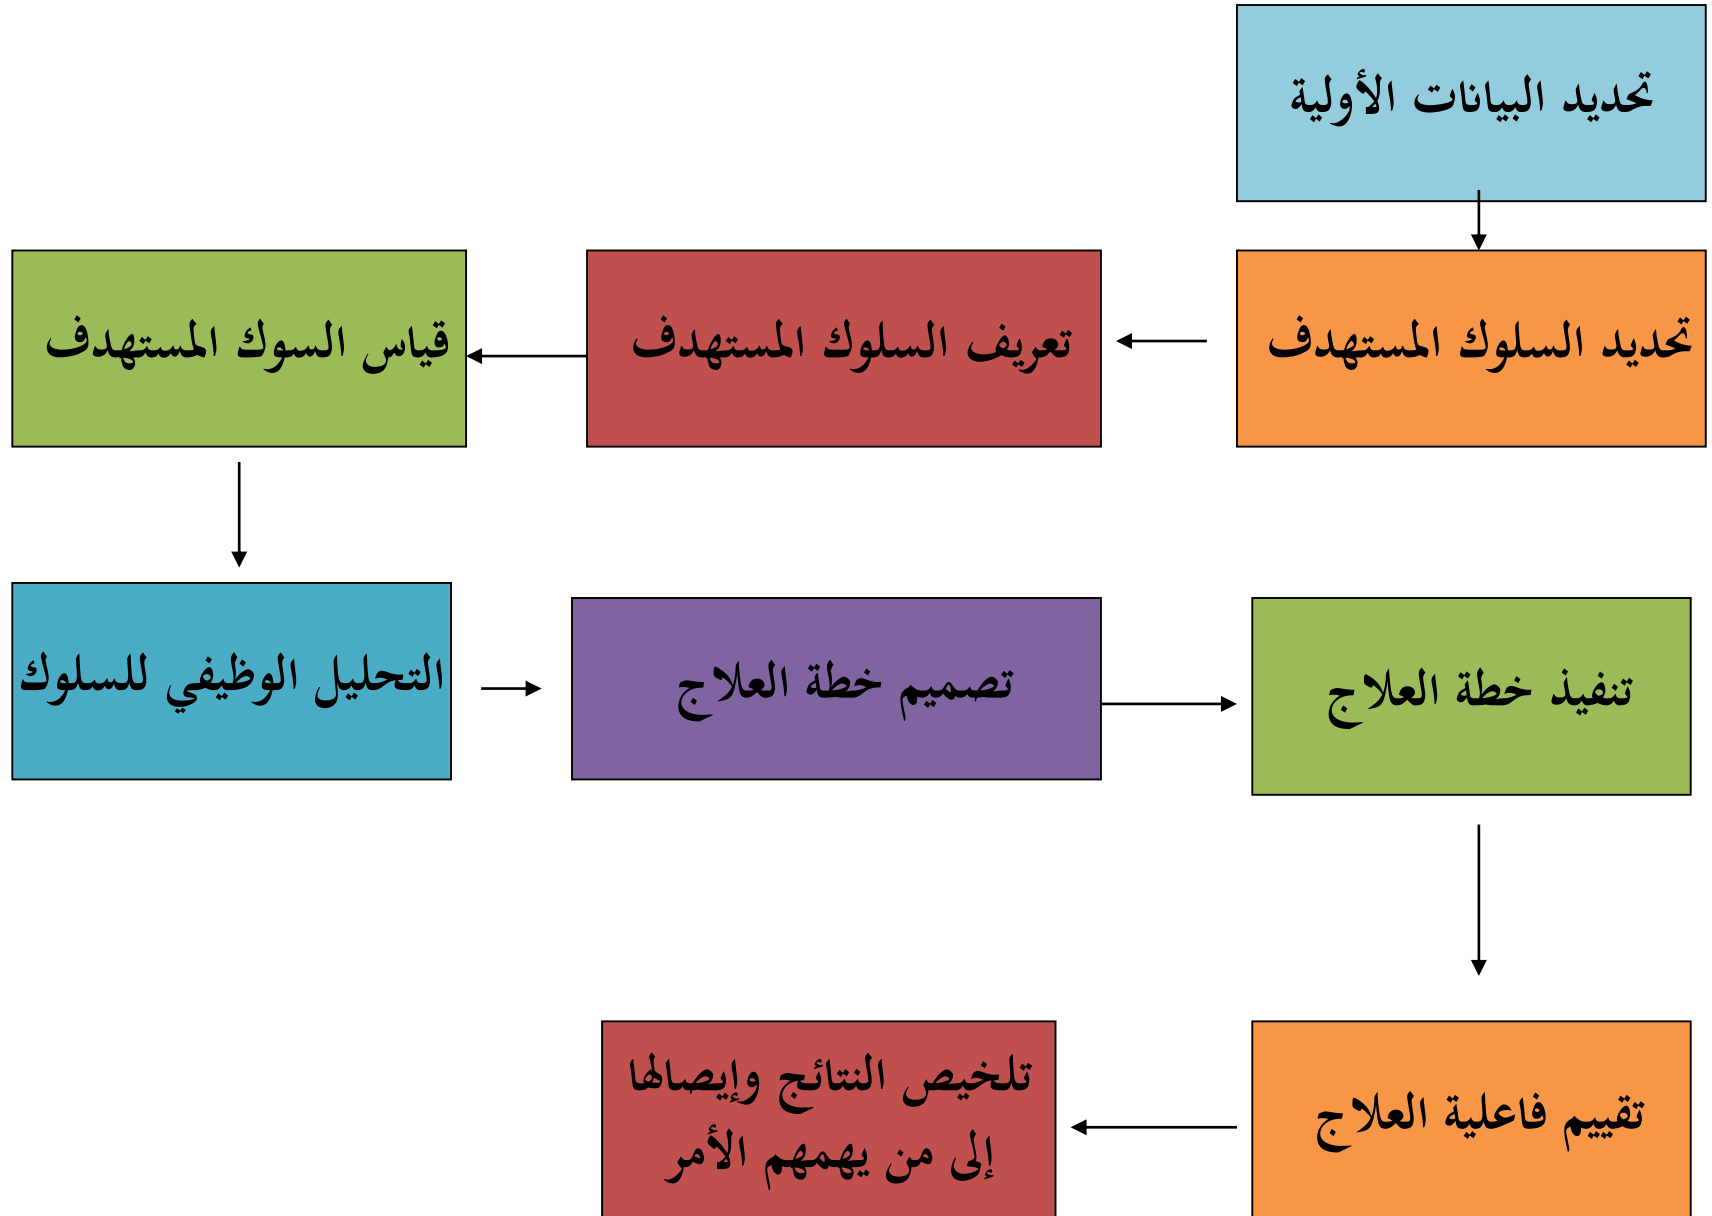 تحديد البيانات الأولية
تحديد السلوك المستهدف
تعريف السلوك المستهدف
قياس السوك المستهدف
التحليل الوظيفي للسلوك
تصميم خطة العلاج
تنفيذ خطة العلاج
تقييم فاعلية العلاج
تلخيص النتائج وإيصالها
إلى من يهمهم الأمر